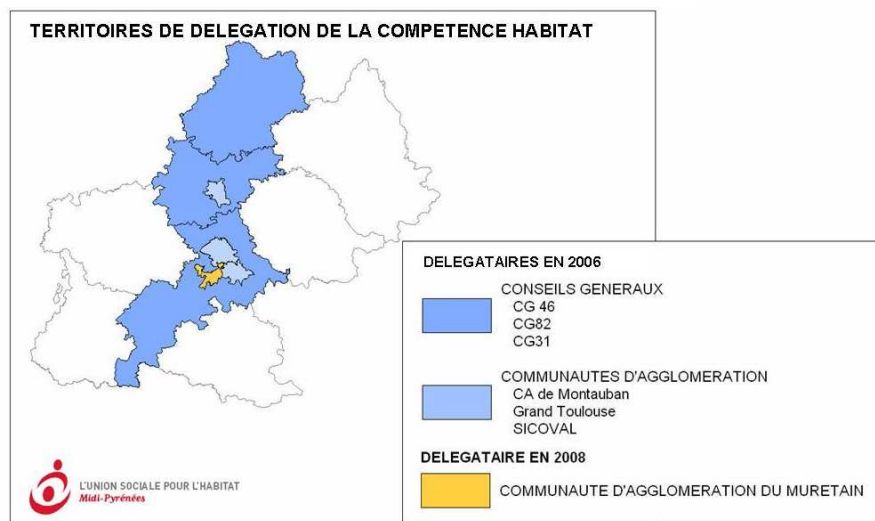 TERRITOIRES DE DELEGATION DE LA COMPETENCE HABITAT
DELEGATAIRES EN 2006
CONSEILS GENERAUX
CG 46
CG82
CG31
COMMUNAUTES D'AGGLOMERATION
CA de Montauban
Grand Toulouse
SICOVAL
DELEGATAIRE EN 2008
COMMUNAUTE D'AGGLOMERATION DU MURETAIN
L'UNION SOCIALE POUR L'HABITAT
Midi-Pyrénées